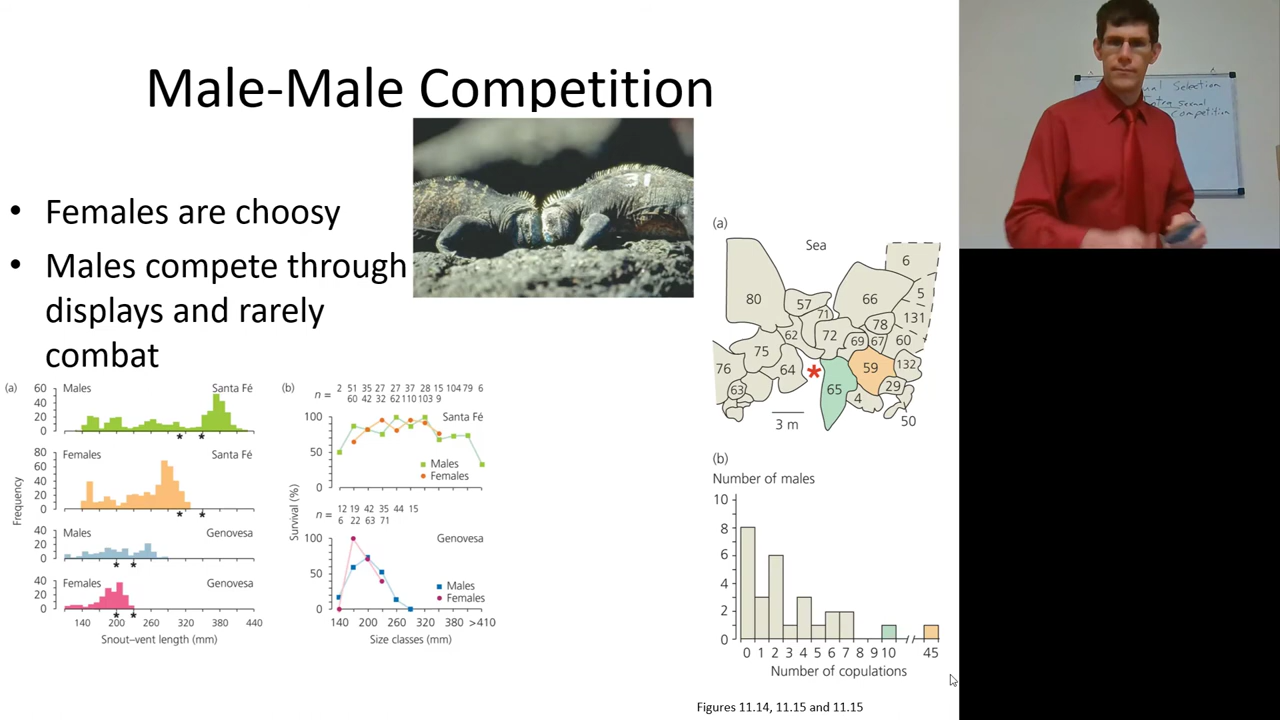 Male-Male Competition
• Females are choosy
• Males compete through
displays and rarely
combat
(a)
Males
Santa Fé
60
40
20
0
* *
Females
Santa Fé
80
60
40
20
0
* *
Males
Genovesa
40
20
0
* *
Females
Genovesa
40
20
0
* *
140 200 260 320 380 440
Snout–vent length (mm)
Frequency
(b)
n = 2 51 35 27 27 37 28 15 104 79 6
60 42 32 62 110 103 9
Santa Fé
100
50
0
Males
Females
n = 12 19 42 35 44 15
6 22 63 71
Genovesa
100
50
0
Males
Females
140 200 260 320 380 >410
Size classes (mm)
Survival (%)
(a)
Sea
6
5
131
80
57
66
71
78
62
72
69
67
60
75
76
64
*
59
132
63
65
29
4
50
3 m
(b)
Number of males
10
8
6
4
2
0
0 1 2 3 4 5 6 7 8 9 10 45
Number of copulations
Figures 11.14, 11.15 and 11.15
Selection
sexual
Competition